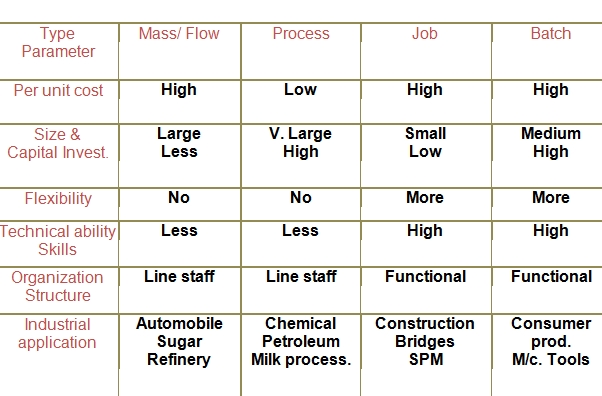 Type Parameter Mass/ Flow Process Job Batch
Per unit cost High Low High High
Size & Large V. Large Small Medium
Capital Invest. Less High Low High
Flexibility No No More More
Technical ability Less Less High High
Skills
Organization Line staff Line staff Functional Functional
Structure
Industrial Automobile Chemical Construction Consumer
application Sugar Petroleum Bridges prod.
Refinery Milk process. SPM M/c. Tools